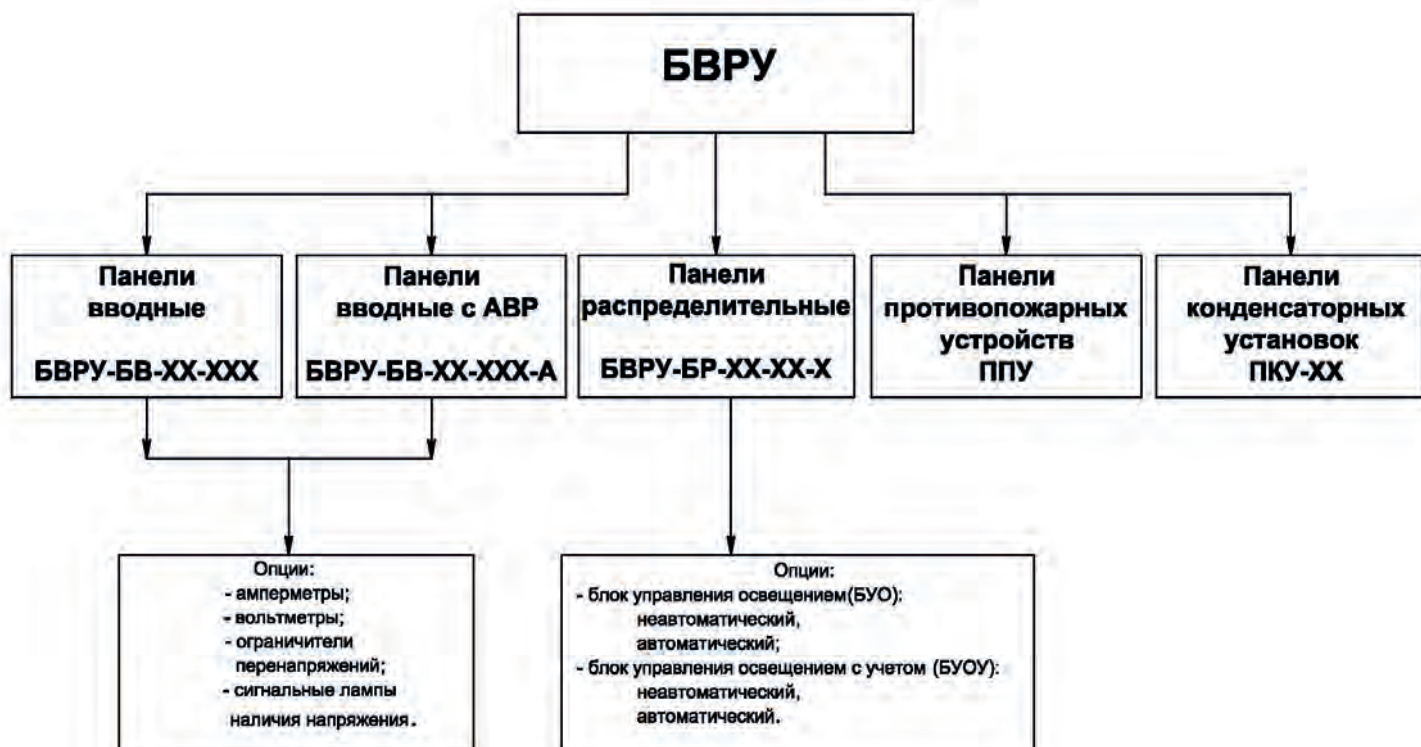 БВРУ
Панели
вводные
БВРУ-БВ-ХХ-ХХХ
Панели
вводные с АВР
БВРУ-БВ-ХХ-ХХХ-А
Панели
распределительные
БВРУ-БР-ХХ-ХХ-Х
Панели
противопожарных
устройств
ППУ
Панели
конденсаторных
установок
ПКУ-ХХ
Опции:
- амперметры;
- вольтметры;
- ограничители
перенапряжений;
- сигнальные лампы
наличия напряжения.
Опции:
- блок управления освещением(БУО):
неавтоматический,
автоматический;
- блок управления освещением с учетом (БУОУ):
неавтоматический,
автоматический.